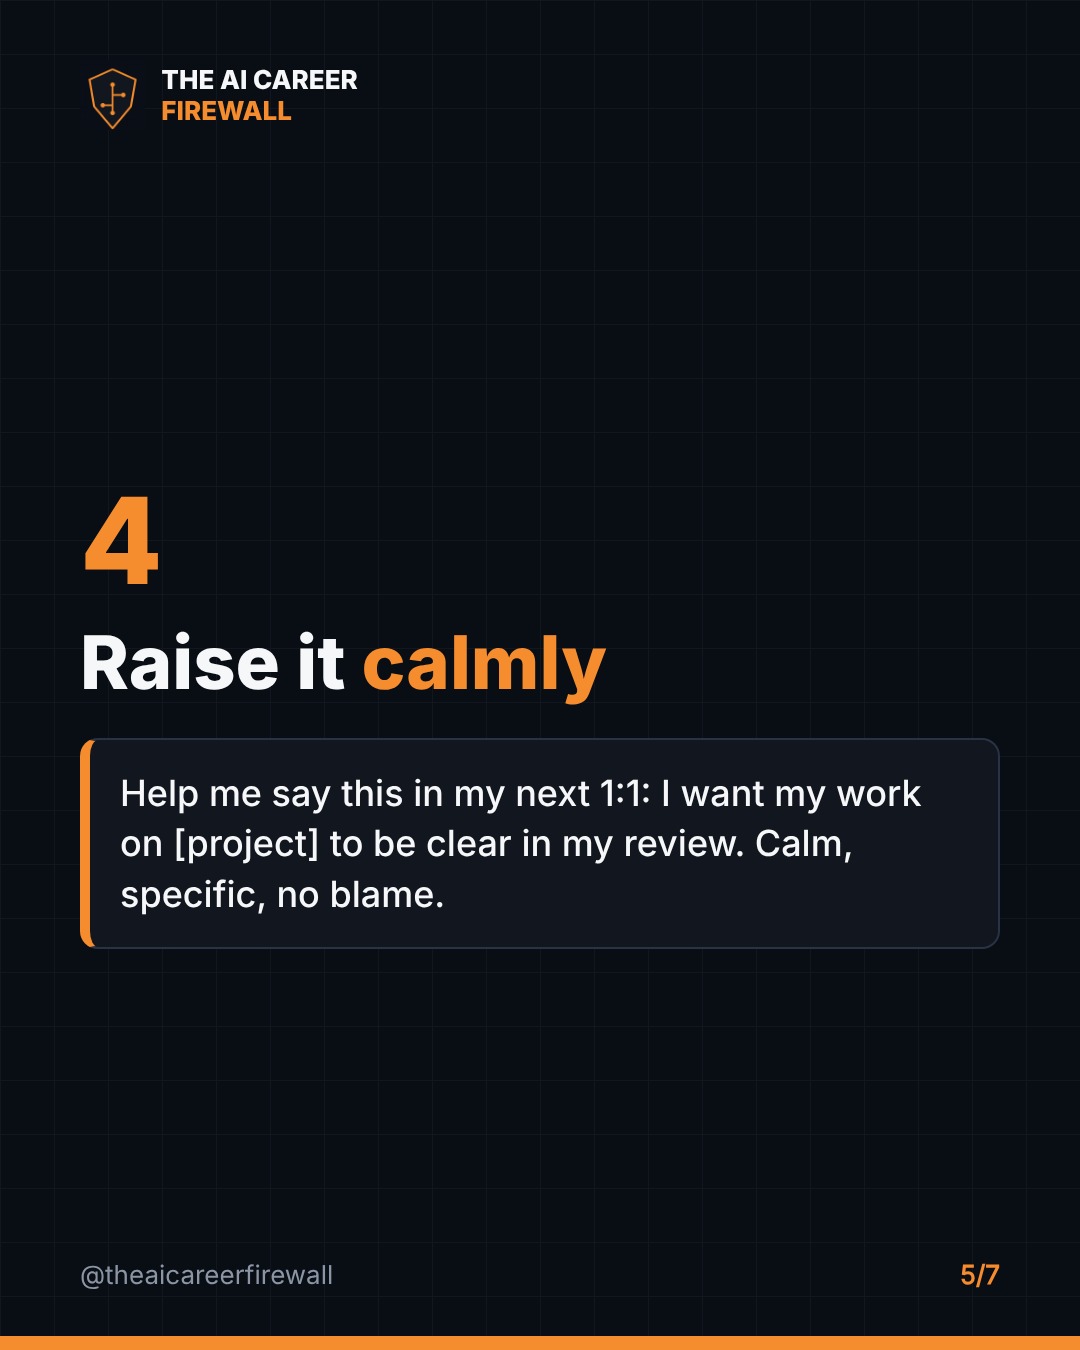 THE AI CAREER
FIREWALL
4
Raise it calmly
Help me say this in my next 1:1: I want my work
on [project] to be clear in my review. Calm,
specific, no blame.
@theaicareerfirewall
5/7